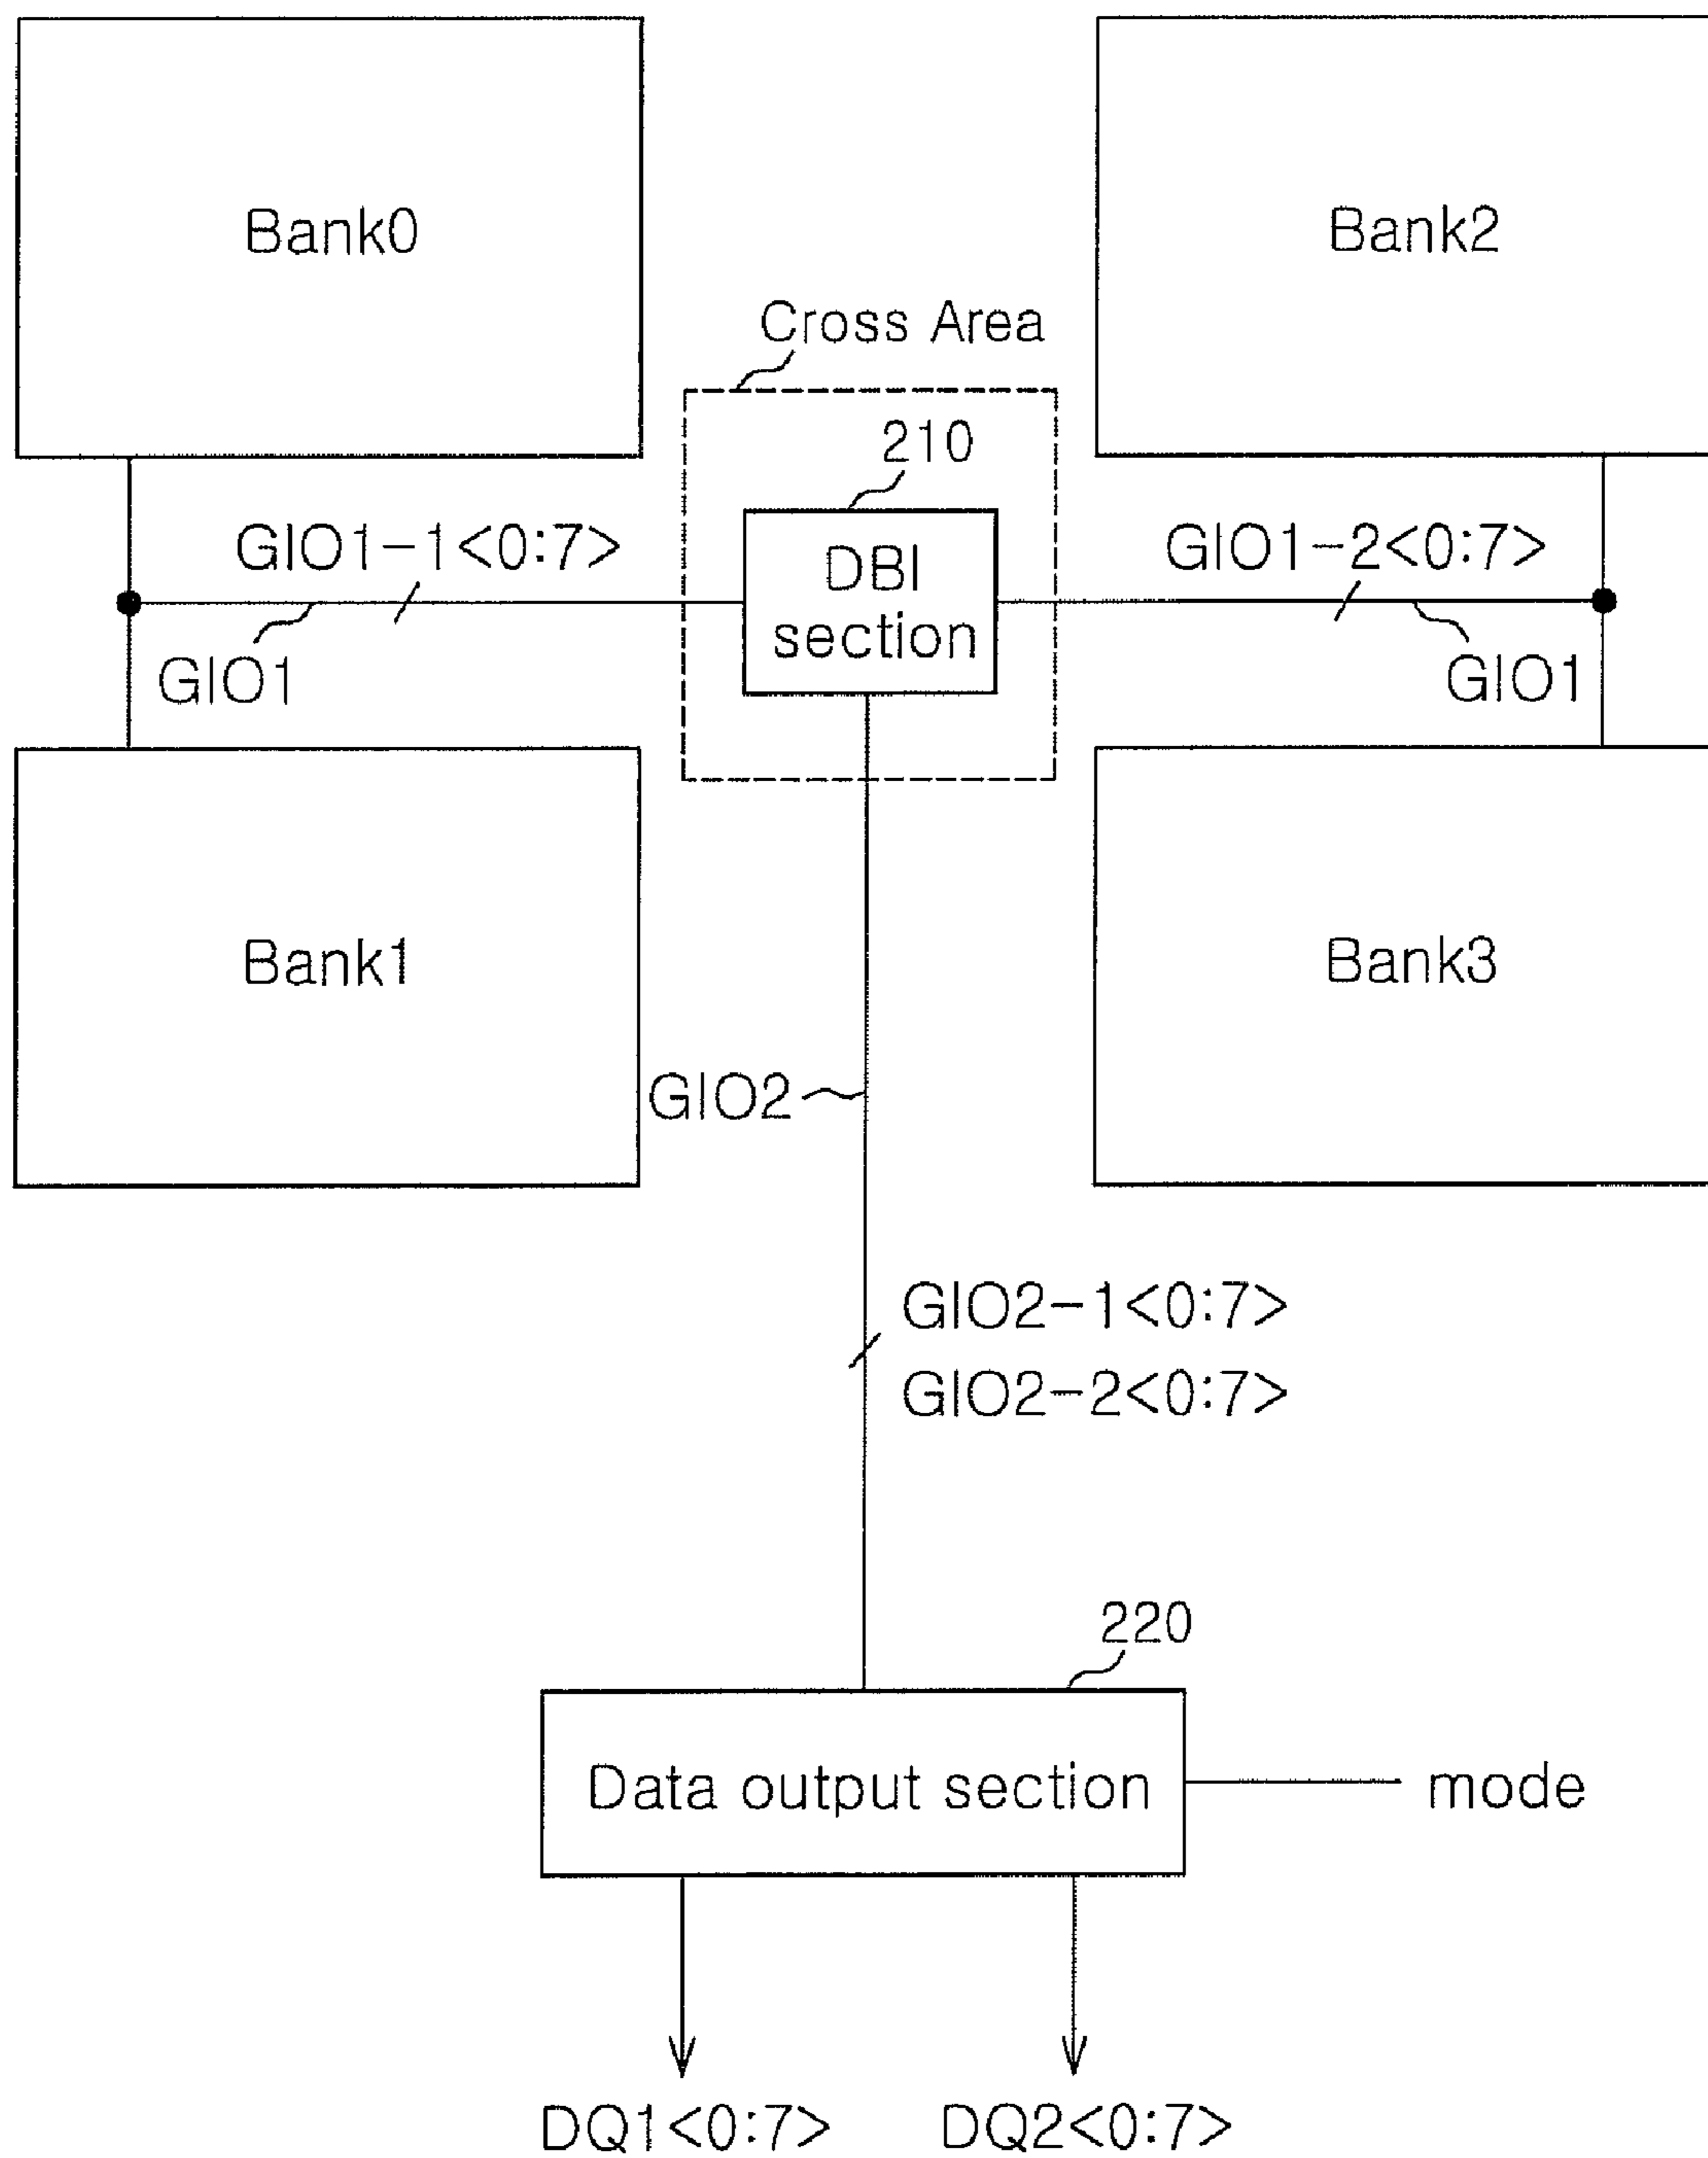 Bank0
Bank2
Cross Area
210
GIO1-1<0:7>
DBI
section
GIO1-2<0:7>
GIO1
GIO1
Bank1
Bank3
GIO2
GIO2-1<0:7>
GIO2-2<0:7>
220
Data output section
mode
DQ1<0:7>
DQ2<0:7>